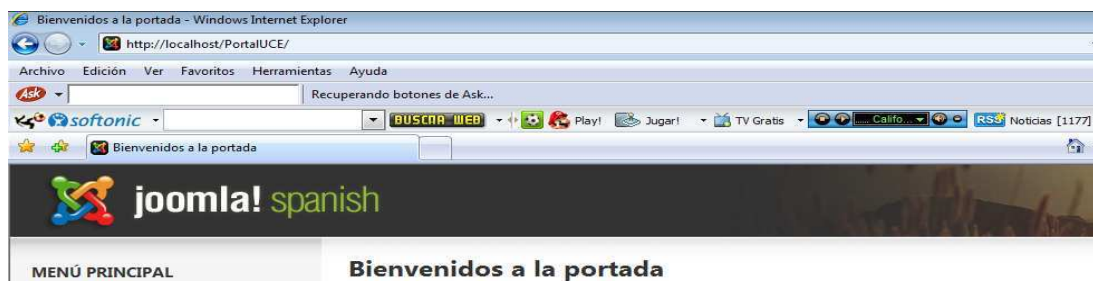 Bienvenidos a la portada - Windows Internet Explorer
http://localhost/PortalUCE/
Archivo Edición Ver Favoritos Herramientas Ayuda
Ask Recuperando botones de Ask...
softonic BUSCAR WEB Play! Jugar! TV Gratis Califo... RSS Noticias [1177]
Bienvenidos a la portada
joomla! spanish
MENÚ PRINCIPAL Bienvenidos a la portada